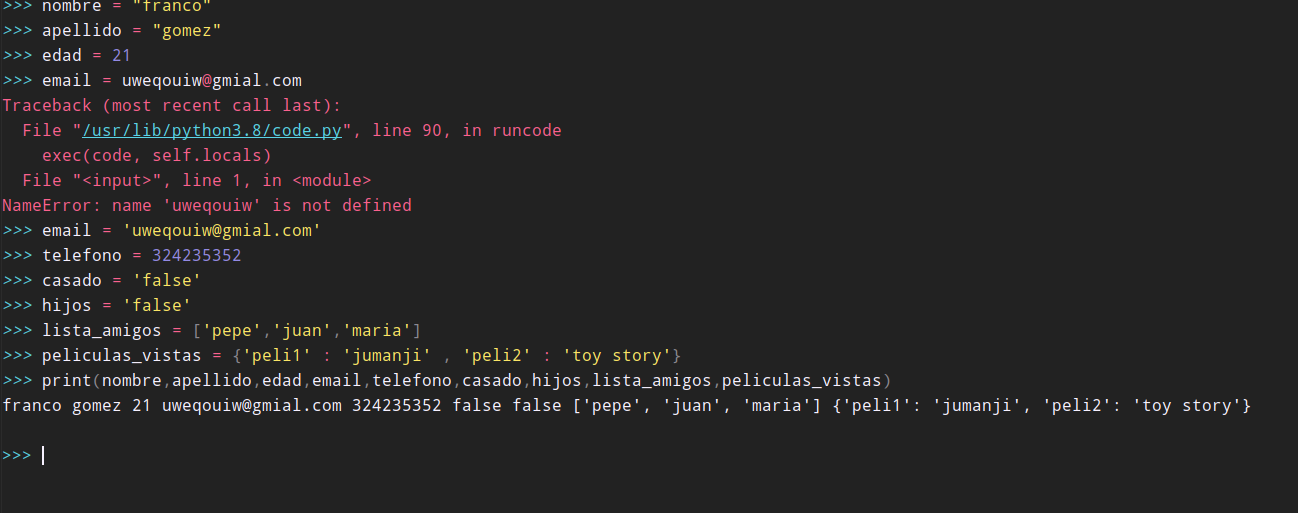 >>> nombre = "franco"
>>> apellido = "gomez"
>>> edad = 21
>>> email = uweqouiw@gmial.com
Traceback (most recent call last):
  File "/usr/lib/python3.8/code.py", line 90, in runcode
    exec(code, self.locals)
  File "<input>", line 1, in <module>
NameError: name 'uweqouiw' is not defined
>>> email = 'uweqouiw@gmial.com'
>>> telefono = 324235352
>>> casado = 'false'
>>> hijos = 'false'
>>> lista_amigos = ['pepe','juan','maria']
>>> peliculas_vistas = {'peli1' : 'jumanji' , 'peli2' : 'toy story'}
>>> print(nombre,apellido,edad,email,telefono,casado,hijos,lista_amigos,peliculas_vistas)
franco gomez 21 uweqouiw@gmial.com 324235352 false false ['pepe', 'juan', 'maria'] {'peli1': 'jumanji', 'peli2': 'toy story'}
>>>